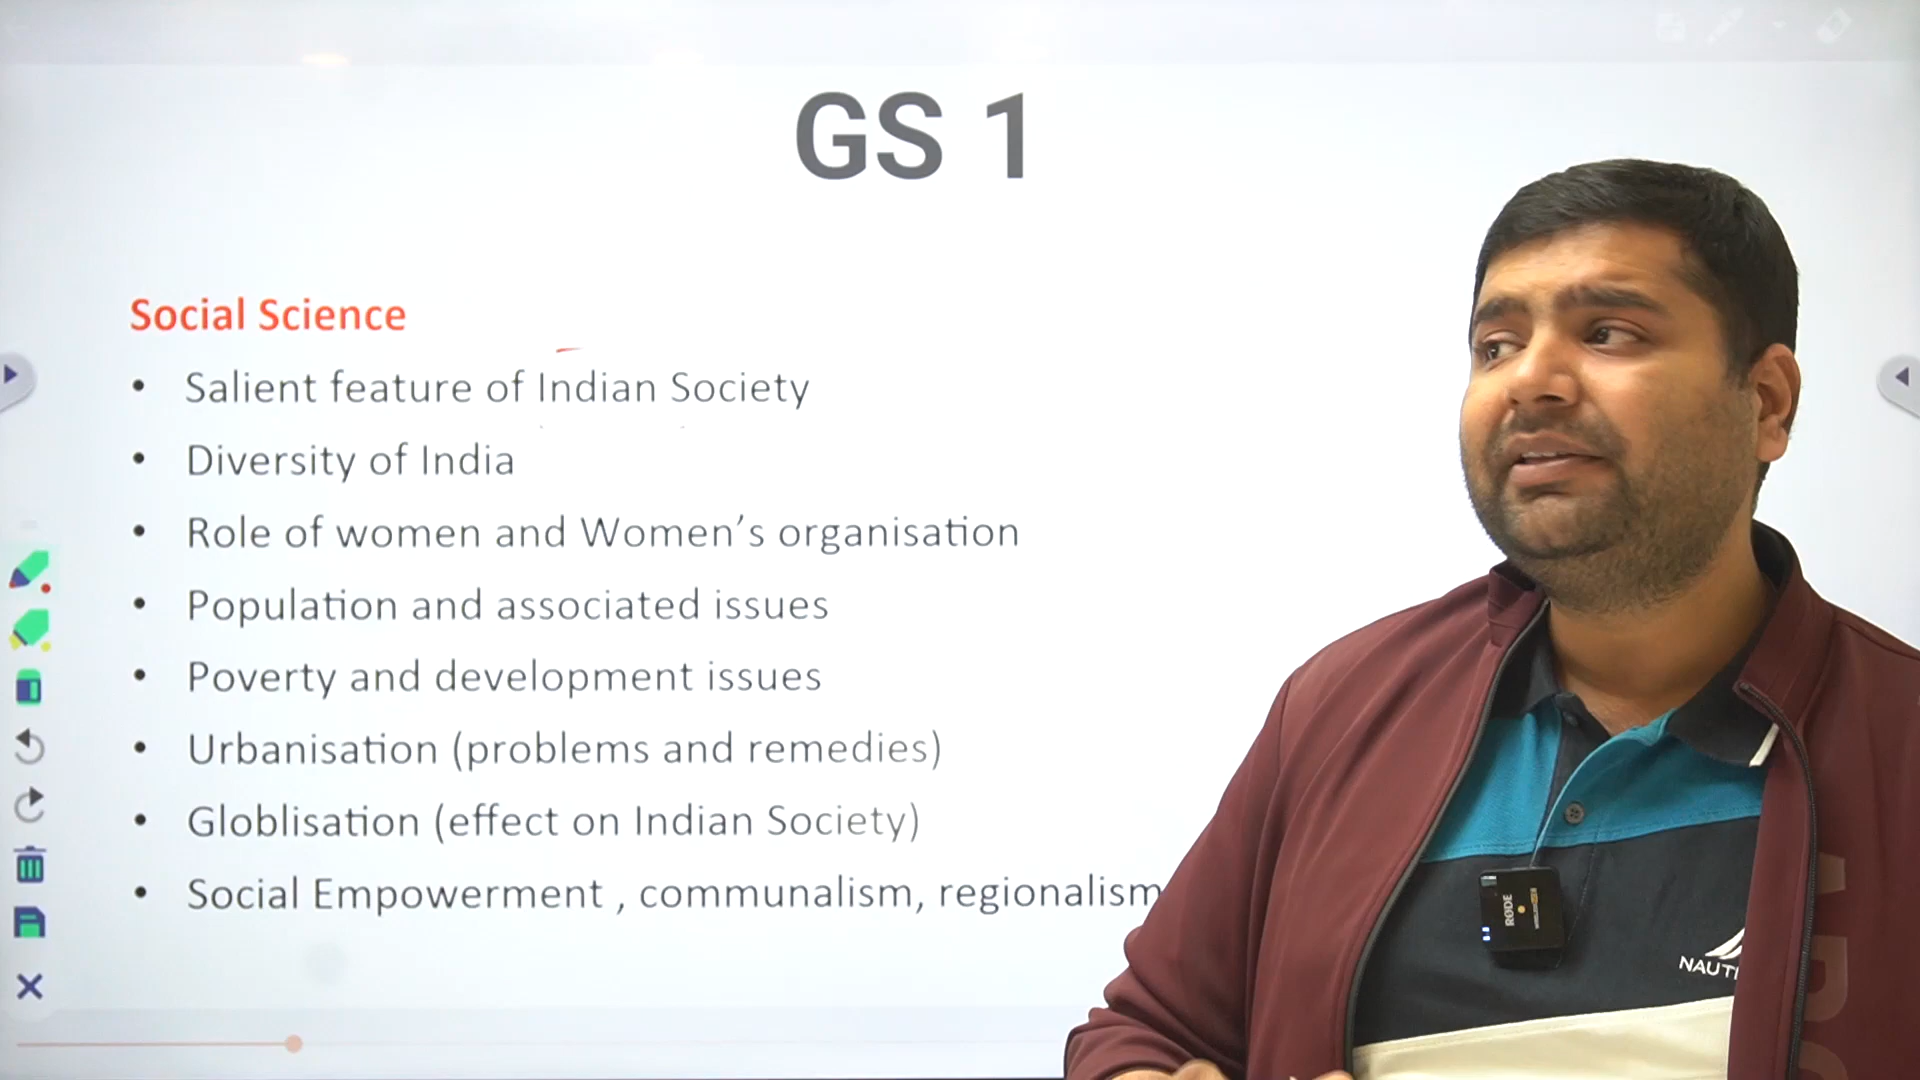 GS 1
Social Science
• Salient feature of Indian Society
• Diversity of India
• Role of women and Women’s organisation
• Population and associated issues
• Poverty and development issues
• Urbanisation (problems and remedies)
• Globlisation (effect on Indian Society)
• Social Empowerment , communalism, regionalism
RØDE
NAUTI